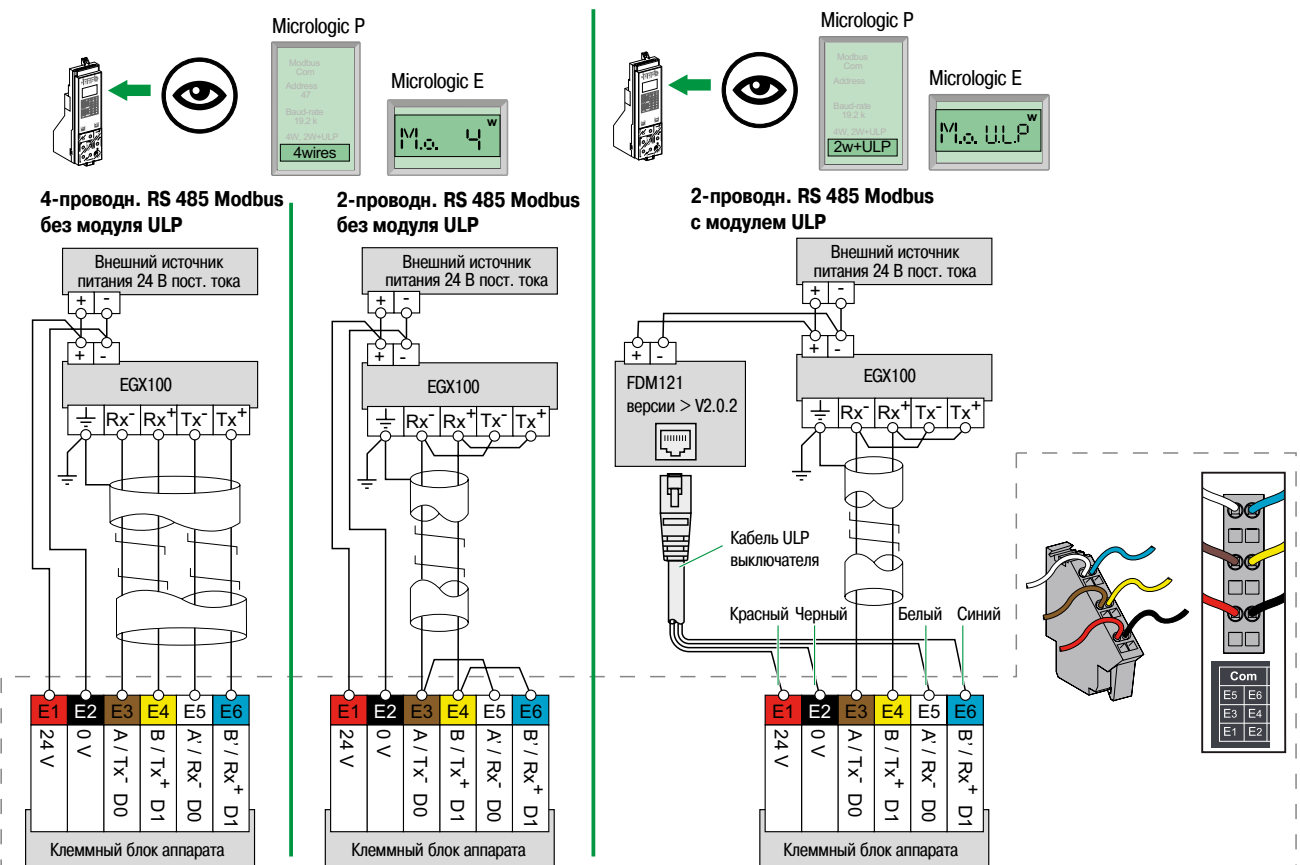 Micrologic P
Modbus
Com
Address
47
Baud-rate
19.2 k
4W, 2W+ULP
4wires
Micrologic E
M.o. 4 w
4-проводн. RS 485 Modbus
без модуля ULP
2-проводн. RS 485 Modbus
без модуля ULP
Внешний источник
питания 24 В пост. тока
+ -
+ -
EGX100
Rx- Rx+ Tx- Tx+
E1 E2 E3 E4 E5 E6
24 V
0 V
A / Tx- D0
B / Tx+ D1
A' / Rx- D0
B' / Rx+ D1
Клеммный блок аппарата
Внешний источник
питания 24 В пост. тока
+ -
+ -
EGX100
Rx- Rx+ Tx- Tx+
E1 E2 E3 E4 E5 E6
24 V
0 V
A / Tx- D0
B / Tx+ D1
A' / Rx- D0
B' / Rx+ D1
Клеммный блок аппарата
Micrologic P
Modbus
Com
Address
Baud-rate
19.2 k
4W, 2W+ULP
2w+ULP
Micrologic E
M.o. U.L.P w
2-проводн. RS 485 Modbus
с модулем ULP
Внешний источник
питания 24 В пост. тока
+ -
+ -
+ -
FDM121
версии > V2.0.2
EGX100
Rx- Rx+ Tx- Tx+
Кабель ULP
выключателя
Красный Черный Белый Синий
E1 E2 E3 E4 E5 E6
24 V
0 V
A / Tx- D0
B / Tx+ D1
A' / Rx- D0
B' / Rx+ D1
Клеммный блок аппарата
Com
E5 E6
E3 E4
E1 E2